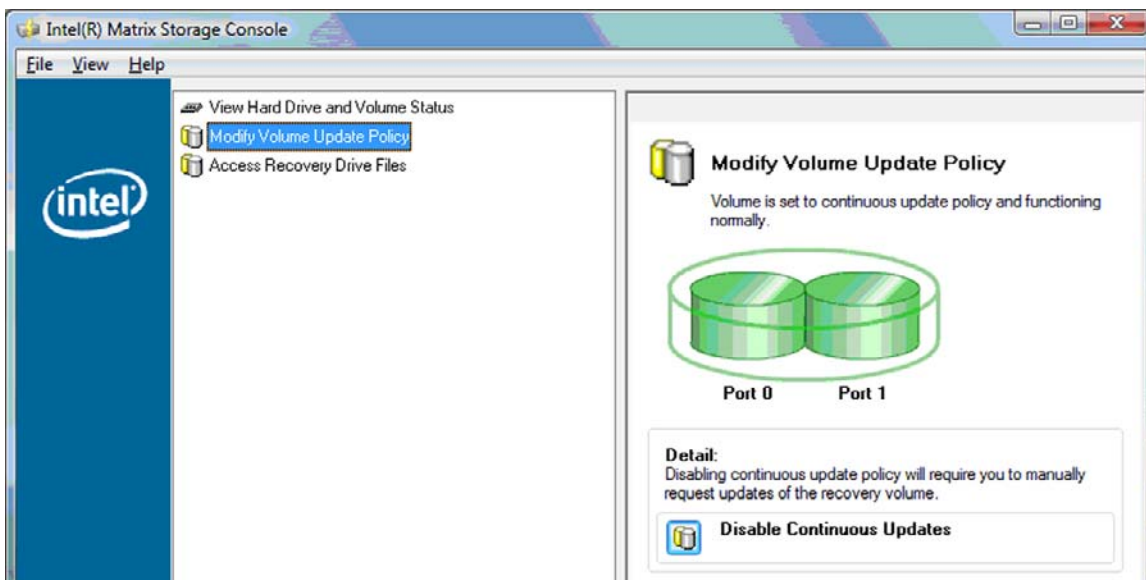 Intel(R) Matrix Storage Console
File View Help
intel
View Hard Drive and Volume Status
Modify Volume Update Policy
Access Recovery Drive Files
Modify Volume Update Policy
Volume is set to continuous update policy and functioning
normally.
Port 0 Port 1
Detail:
Disabling continuous update policy will require you to manually
request updates of the recovery volume.
Disable Continuous Updates